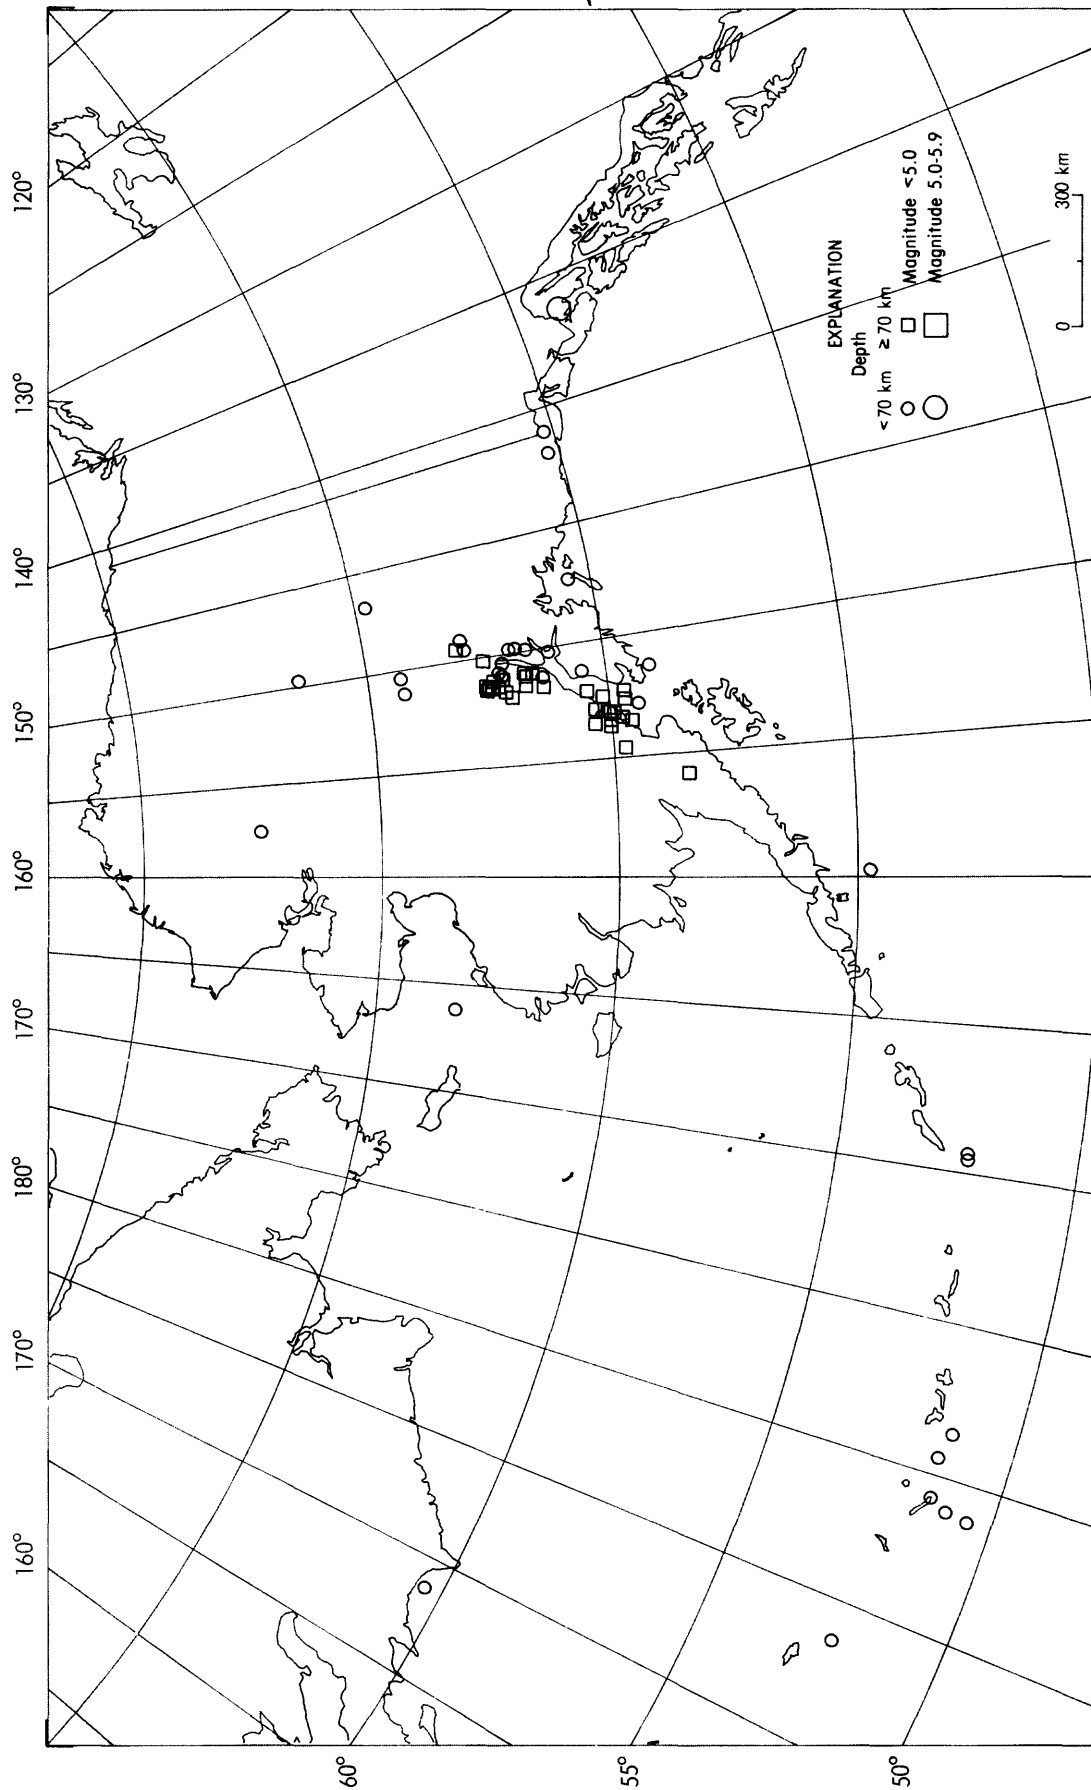 160° 170° 180° 170° 160° 150° 140° 130° 120°
60°
55°
50°
EXPLANATION
Depth
<70 km ≥70 km
Magnitude <5.0
Magnitude 5.0-5.9
0 300 km